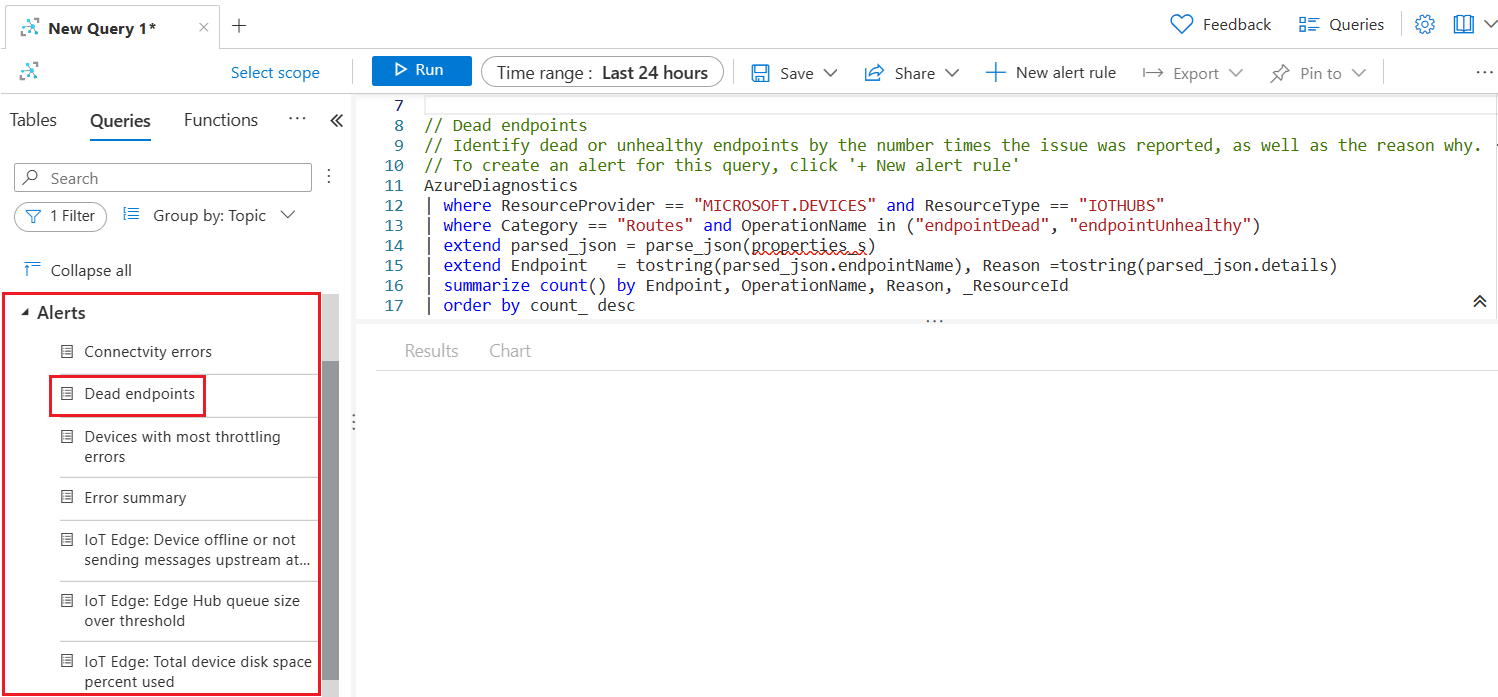 New Query 1*
Feedback
Queries
Select scope
Run
Time range : Last 24 hours
Save
Share
New alert rule
Export
Pin to
Tables
Queries
Functions
Search
1 Filter
Group by: Topic
Collapse all
Alerts
Connectvity errors
Dead endpoints
Devices with most throttling
errors
Error summary
IoT Edge: Device offline or not
sending messages upstream at...
IoT Edge: Edge Hub queue size
over threshold
IoT Edge: Total device disk space
percent used
7
8 // Dead endpoints
9 // Identify dead or unhealthy endpoints by the number times the issue was reported, as well as the reason why.
10 // To create an alert for this query, click '+ New alert rule'
11 AzureDiagnostics
12 | where ResourceProvider == "MICROSOFT.DEVICES" and ResourceType == "IOTHUBS"
13 | where Category == "Routes" and OperationName in ("endpointDead", "endpointUnhealthy")
14 | extend parsed_json = parse_json(properties_s)
15 | extend Endpoint   = tostring(parsed_json.endpointName), Reason =tostring(parsed_json.details)
16 | summarize count() by Endpoint, OperationName, Reason, _ResourceId
17 | order by count_ desc
Results
Chart